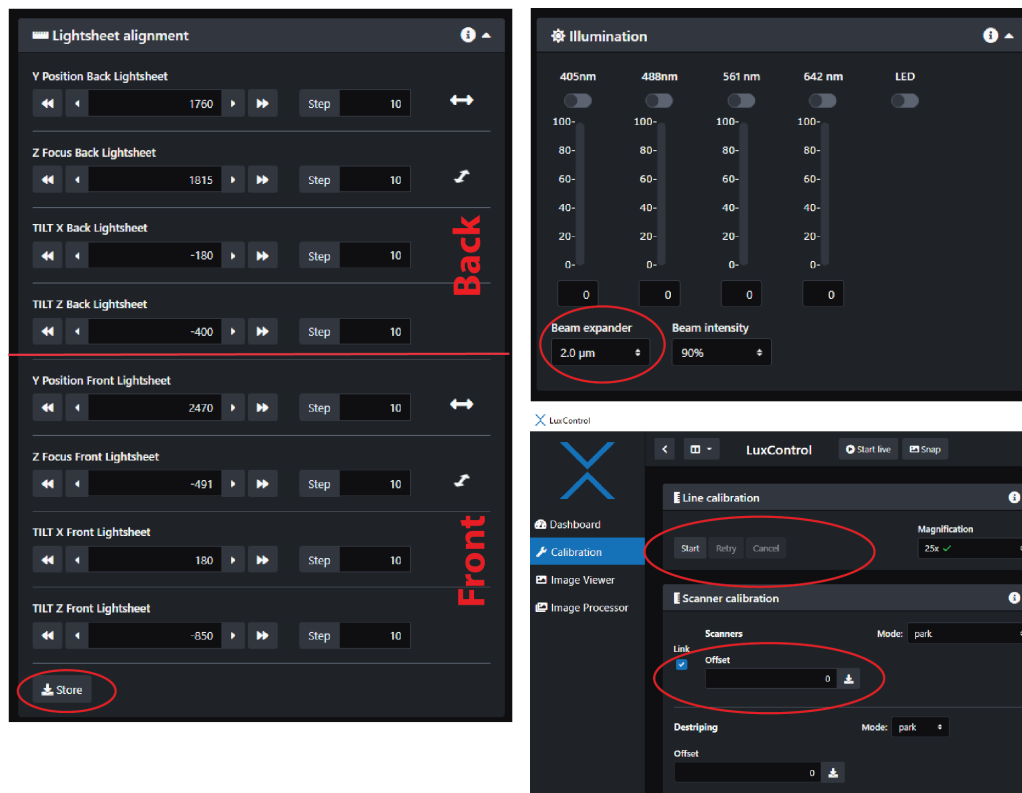 Lightsheet alignment
Y Position Back Lightsheet
1760 Step 10
Z Focus Back Lightsheet
1815 Step 10
TILT X Back Lightsheet
-180 Step 10
TILT Z Back Lightsheet
-400 Step 10
Back
Y Position Front Lightsheet
2470 Step 10
Z Focus Front Lightsheet
-491 Step 10
TILT X Front Lightsheet
180 Step 10
TILT Z Front Lightsheet
-850 Step 10
Front
Store
Illumination
405nm 488nm 561 nm 642 nm LED
100- 100- 100- 100-
80- 80- 80- 80-
60- 60- 60- 60-
40- 40- 40- 40-
20- 20- 20- 20-
0- 0- 0- 0-
0 0 0 0
Beam expander Beam intensity
2.0 μm 90%
LuxControl
LuxControl Start live Snap
Dashboard
Calibration
Image Viewer
Image Processor
Line calibration
Magnification
Start Retry Cancel 25x
Scanner calibration
Scanners Mode: park
Link
Offset
0
Destriping Mode: park
Offset
0